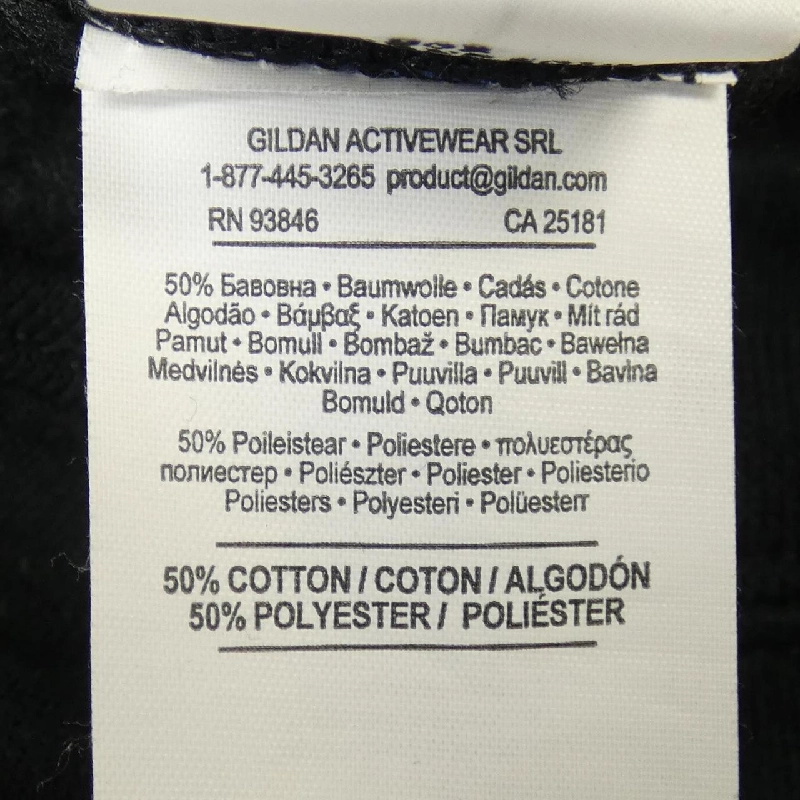 GILDAN ACTIVEWEAR SRL
1-877-445-3265 product@gildan.com
RN 93846 CA 25181
50% Бавовна • Baumwolle • Cadás • Cotone
Algodão • Βάμβαξ • Katoen • Памук • Mít rád
Pamut • Bomull • Bombaž • Bumbac • Bawełna
Medvilnės • Kokvilna • Puuvilla • Puuvill • Bavlna
Bomuld • Qoton
50% Poileistear • Poliestere • πολυεστέρας
полиестер • Poliészter • Poliester • Poliesterio
Poliesters • Polyesteri • Polüesterr
50% COTTON / COTON / ALGODÓN
50% POLYESTER / POLIÉSTER